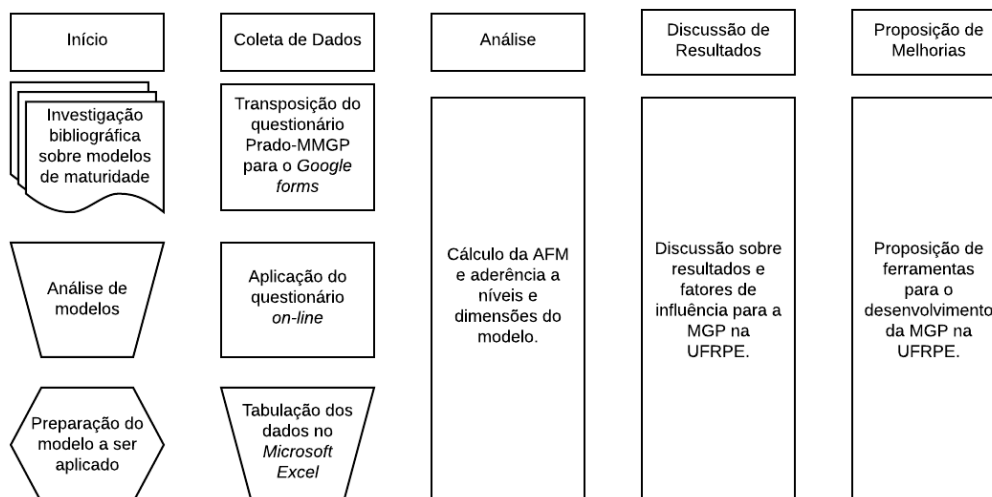 Início
Investigação
bibliográfica
sobre modelos
de maturidade
Análise de
modelos
Preparação do
modelo a ser
aplicado
Coleta de Dados
Transposição do
questionário
Prado-MMGP
para o Google
forms
Aplicação do
questionário
on-line
Tabulação dos
dados no
Microsoft
Excel
Análise
Cálculo da AFM
e aderência a
níveis e
dimensões do
modelo.
Discussão de
Resultados
Discussão sobre
resultados e
fatores de
influência para a
MGP na
UFRPE.
Proposição de
Melhorias
Proposição de
ferramentas
para o
desenvolvimento
da MGP na
UFRPE.